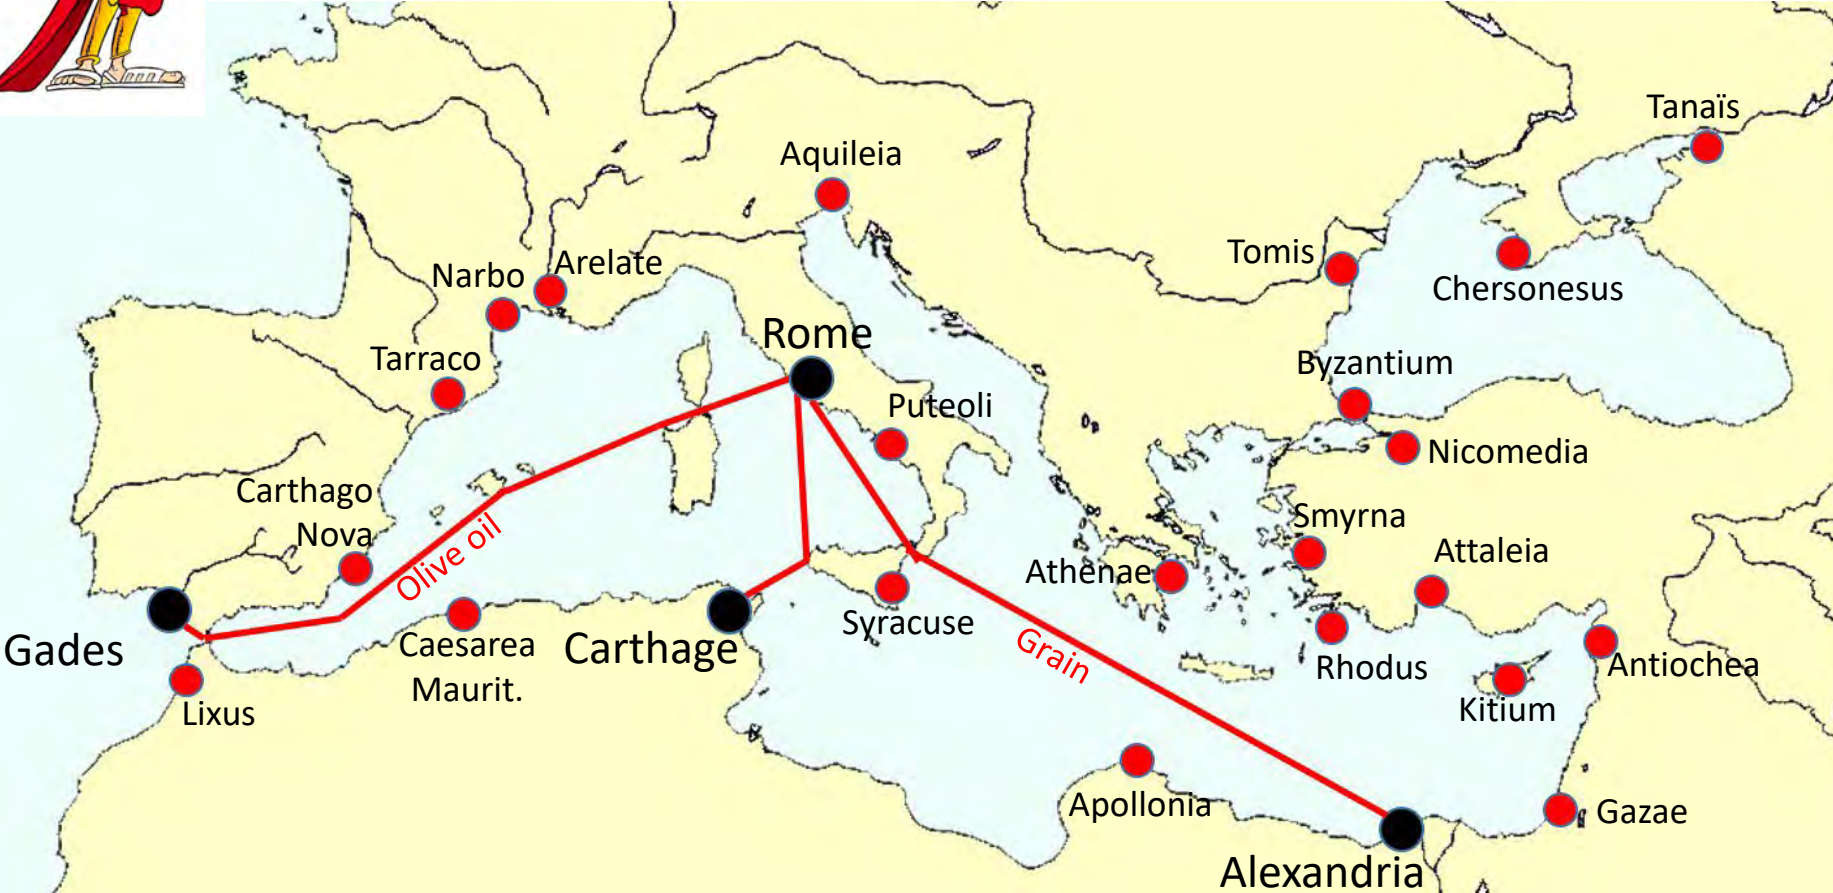 Tanaïs
Aquileia
Tomis
Arelate
Narbo
Chersonesus
Rome
Tarraco
Byzantium
Puteoli
Nicomedia
Carthago
Nova
Olive oil
Smyrna
Attaleia
Athenae
Syracuse
Gades
Caesarea
Maurit.
Carthage
Grain
Rhodus
Antiochea
Lixus
Kitium
Apollonia
Gazae
Alexandria